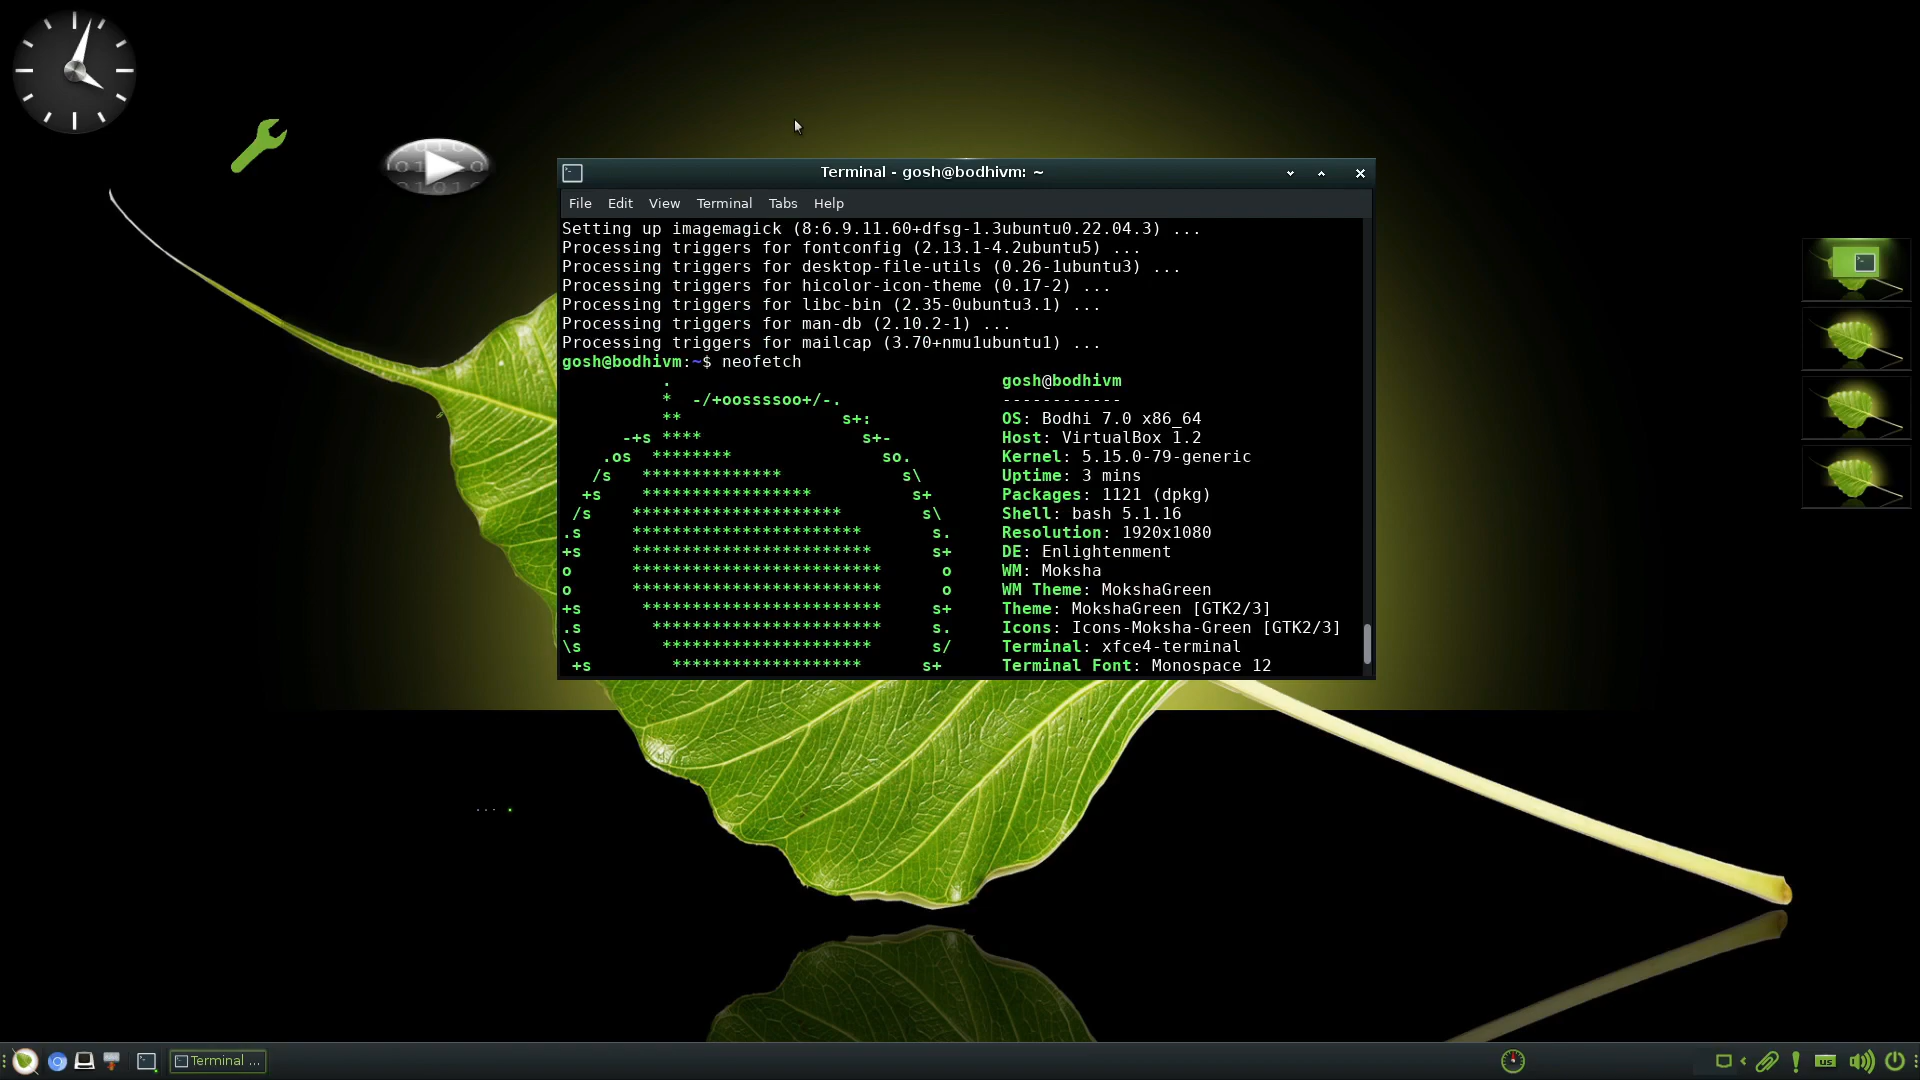 Terminal - gosh@bodhivm: ~
File Edit View Terminal Tabs Help
Setting up imagemagick (8:6.9.11.60+dfsg-1.3ubuntu0.22.04.3) ...
Processing triggers for fontconfig (2.13.1-4.2ubuntu5) ...
Processing triggers for desktop-file-utils (0.26-1ubuntu3) ...
Processing triggers for hicolor-icon-theme (0.17-2) ...
Processing triggers for libc-bin (2.35-0ubuntu3.1) ...
Processing triggers for man-db (2.10.2-1) ...
Processing triggers for mailcap (3.70+nmu1ubuntu1) ...
gosh@bodhivm:~$ neofetch
. gosh@bodhivm
* -/+oossssoo+/-. ------------
** s+: OS: Bodhi 7.0 x86_64
-+s **** s+- Host: VirtualBox 1.2
.os ******** so. Kernel: 5.15.0-79-generic
/s ************** s\ Uptime: 3 mins
+s ***************** s+ Packages: 1121 (dpkg)
/s ********************* s\ Shell: bash 5.1.16
.s *********************** s. Resolution: 1920x1080
+s ************************ s+ DE: Enlightenment
o ************************* o WM: Moksha
o ************************* o WM Theme: MokshaGreen
+s ************************ s+ Theme: MokshaGreen [GTK2/3]
.s *********************** s. Icons: Icons-Moksha-Green [GTK2/3]
\s ********************* s/ Terminal: xfce4-terminal
+s ******************* s+ Terminal Font: Monospace 12
Terminal ...
us